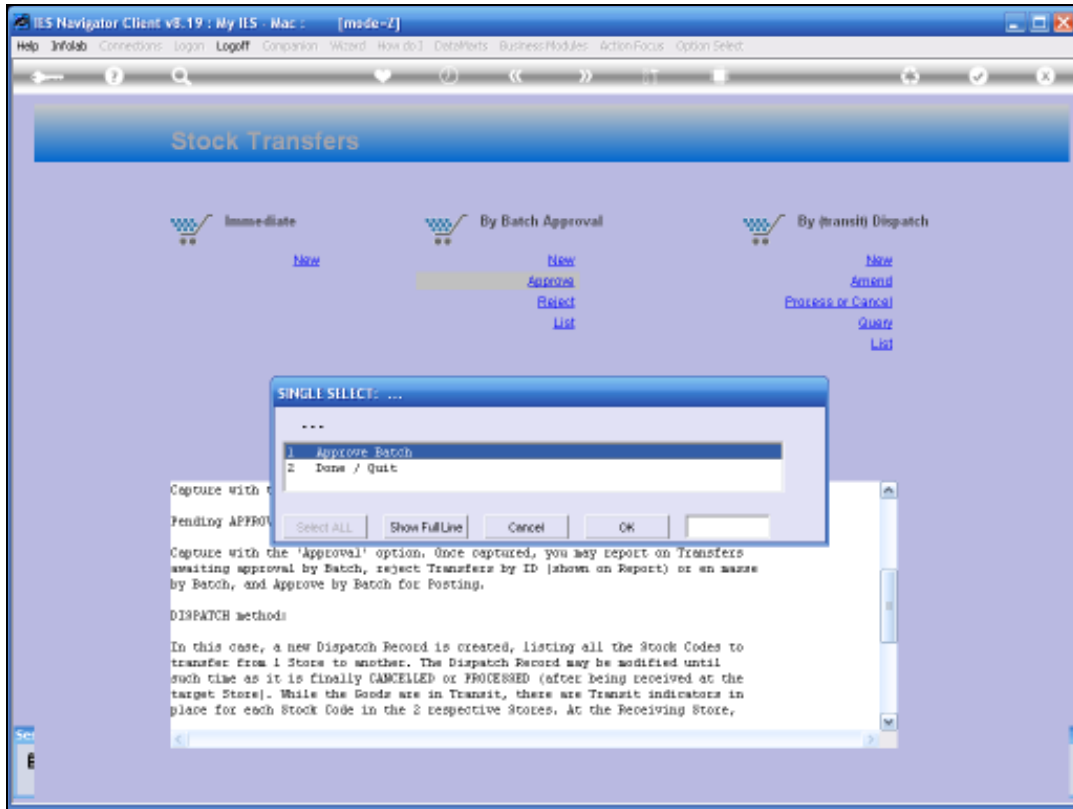 IES Navigator Client v8.19 : My IES - Mac : [mode=Z]
Help Infolab Connections Logon Logoff Companion Wizard How do I DataAlerts Business Modules Action Focus Option Select
Stock Transfers
Immediate
By Batch Approval
By (transit) Dispatch
New
New
New
Approve
Amend
Reject
Process or Cancel
List
Query
List
SINGLE SELECT: ...
...
1 Approve Batch
2 Done / Quit
Select ALL
Show Full Line
Cancel
OK
Capture with
Pending APPROV
Capture with the 'Approval' option. Once captured, you may report on Transfers
awaiting approval by Batch, reject Transfers by ID (shown on Report) or en masse
by Batch, and Approve by Batch for Posting.
DISPATCH method:
In this case, a new Dispatch Record is created, listing all the Stock Codes to
transfer from 1 Store to another. The Dispatch Record may be modified until
such time as it is finally CANCELLED or PROCESSED (after being received at the
target Store). While the Goods are in Transit, there are Transit indicators in
place for each Stock Code in the 2 respective Stores. At the Receiving Store,
Se